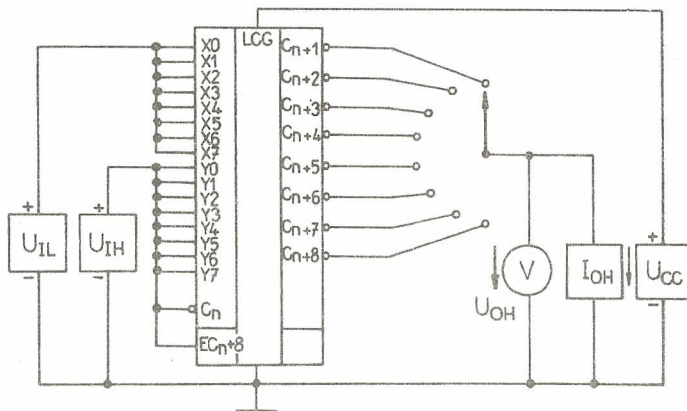 LCG
X0
X1
X2
X3
X4
X5
X6
X7
Y0
Y1
Y2
Y3
Y4
Y5
Y6
Y7
Cn
ECn+8
Cn+1
Cn+2
Cn+3
Cn+4
Cn+5
Cn+6
Cn+7
Cn+8
+
UIL
−
+
UIH
−
V
UOH
IOH
+
UCC
−